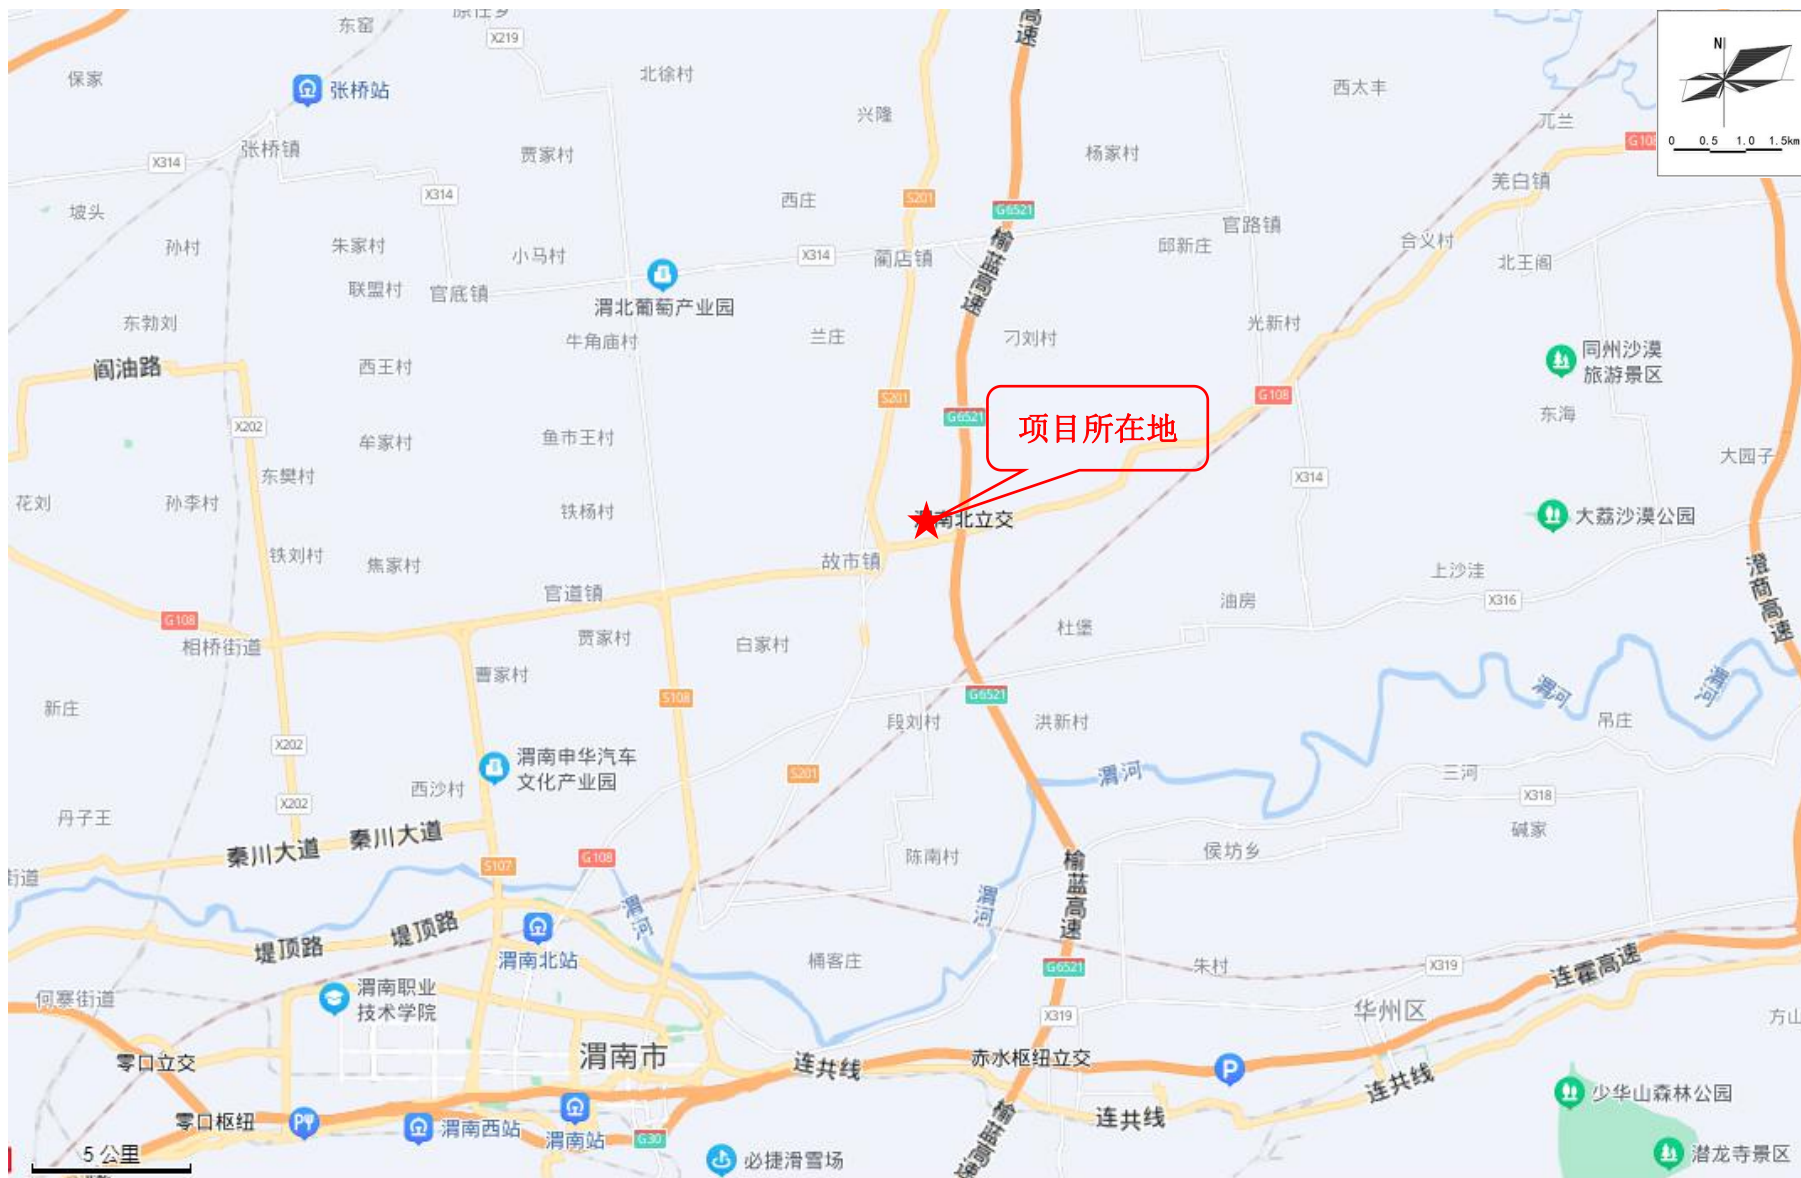 东窑
X219
高速
N
保家
张桥站
北徐村
西太丰
兴隆
兀兰
G108
0 0.5 1.0 1.5km
X314
张桥镇
贾家村
杨家村
X314
西庄
S201
G6521
羌白镇
坡头
官路镇
孙村
朱家村
小马村
X314
蔺店镇
榆蓝高速
邱新庄
合义村
北王阁
联盟村
官底镇
渭北葡萄产业园
东勃刘
牛角庙村
兰庄
刁刘村
光新村
阎油路
西王村
同州沙漠
旅游景区
S201
G6521
G108
东海
X202
牟家村
鱼市王村
项目所在地
大园子
东樊村
X314
花刘
孙李村
铁杨村
渭南北立交
大荔沙漠公园
铁刘村
焦家村
故市镇
上沙洼
澄商高速
官道镇
油房
X316
G108
相桥街道
贾家村
白家村
杜堡
曹家村
S108
G6521
渭河
渭河
新庄
段刘村
洪新村
吊庄
X202
渭南申华汽车
文化产业园
S201
渭河
三河
西沙村
X202
X318
丹子王
秦川大道
秦川大道
碱家
S107
G108
陈南村
榆蓝高速
侯坊乡
街道
渭河
渭河
堤顶路
堤顶路
渭南北站
桶客庄
G6521
朱村
X319
连霍高速
何寨街道
渭南职业
技术学院
X319
华州区
方山
零口立交
渭南市
连共线
赤水枢纽立交
P
连共线
少华山森林公园
零口枢纽
P
渭南西站
渭南站
G30
榆蓝高速
连共线
5 公里
必捷滑雪场
潜龙寺景区